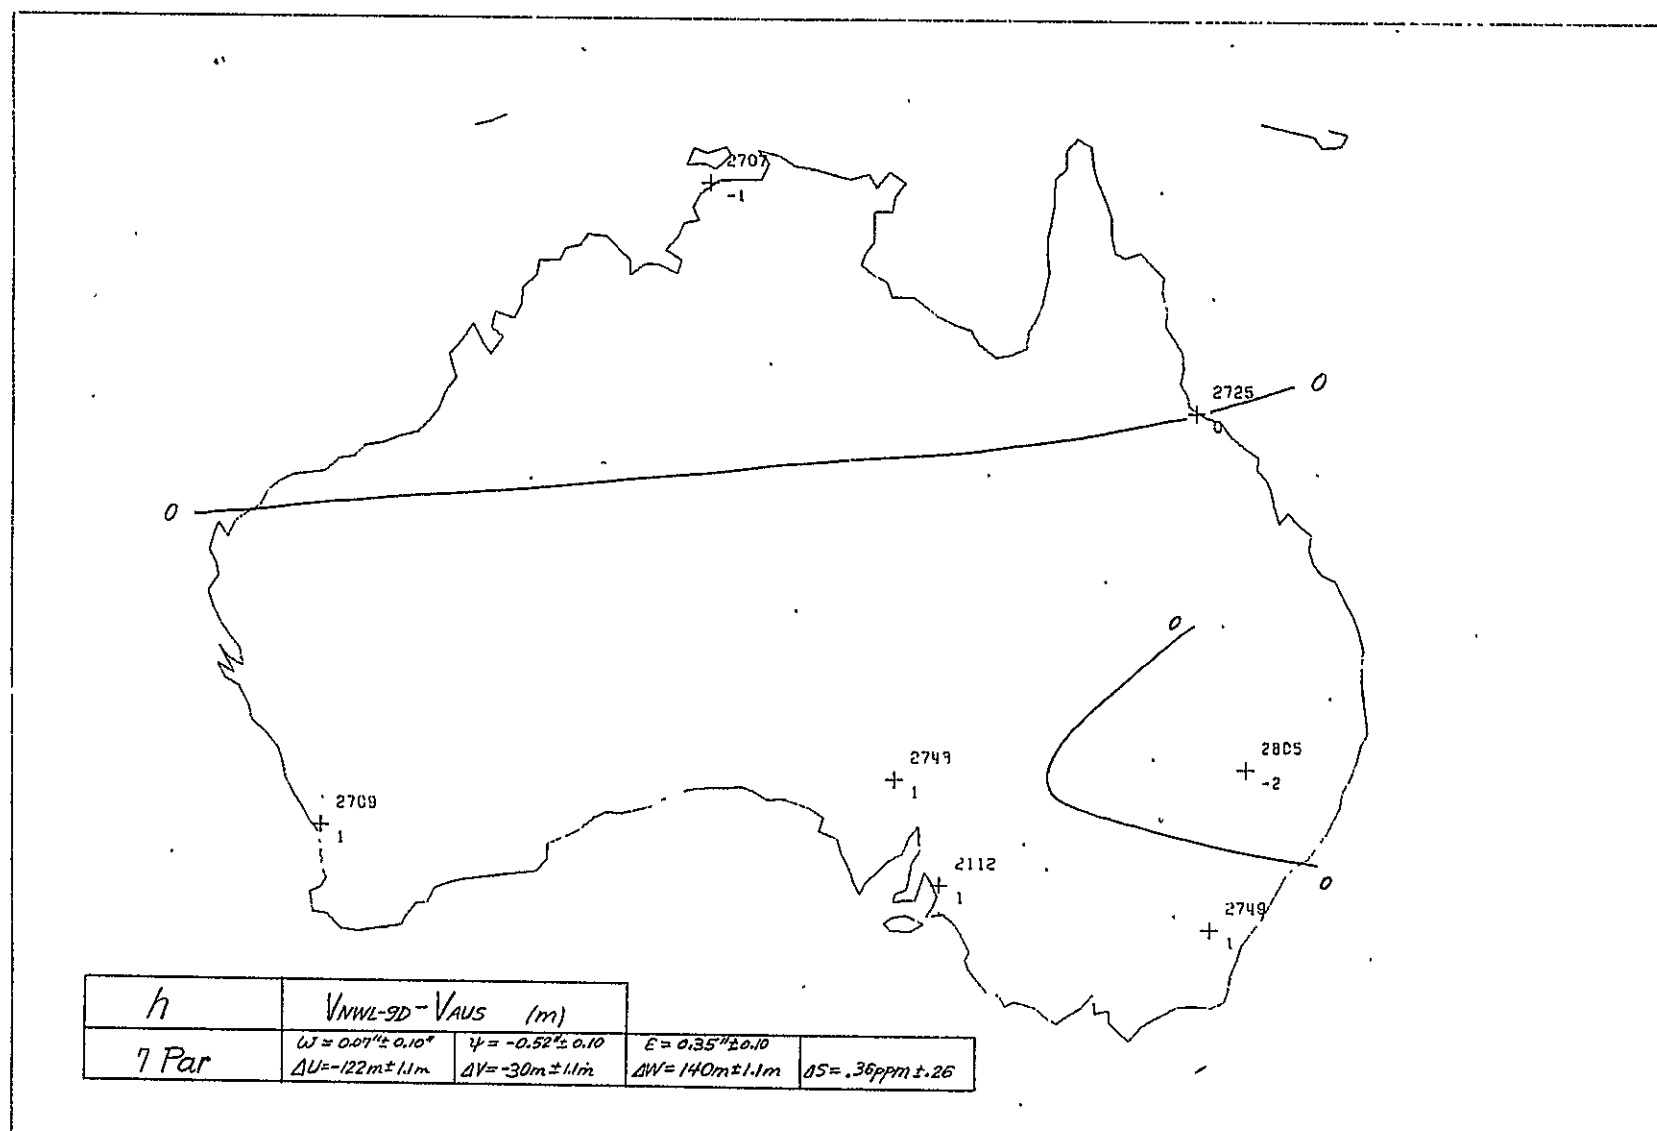 2707
-1
2725
0
0
0
0
2749
1
2805
-2
2709
1
2112
1
0
2749
1
h
VNWL-9D - VAUS (m)
7 Par
ω = 0.07" ± 0.10"
ΔU = -122m ± 1.1m
ψ = -0.52" ± 0.10
ΔV = -30m ± 1.1m
ε = 0.35" ± 0.10
ΔW = 140m ± 1.1m
ΔS = .36ppm ± .26